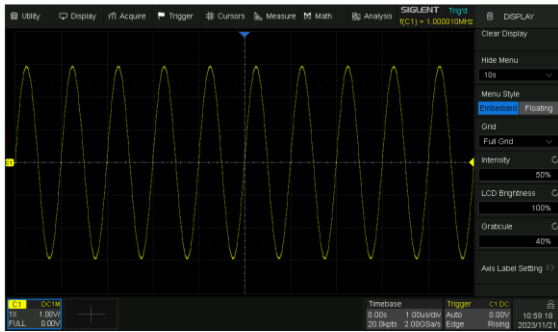 Utility Display Acquire Trigger Cursors Measure Math Analysis
SIGLENT Trig'd
f(C1) = 1.000010MHz
DISPLAY
Clear Display
Hide Menu
10s
Menu Style
Embedded Floating
Grid
Full Grid
Intensity
50%
LCD Brightness
100%
Graticule
40%
Axis Label Setting
C1
C1 DC1M
1X 1.00V/
FULL 0.00V
Timebase
0.00s 1.00us/div
20.0kpts 2.00GSa/s
Trigger C1 DC
Auto 0.00V
Edge Rising
10:59:18
2023/11/21